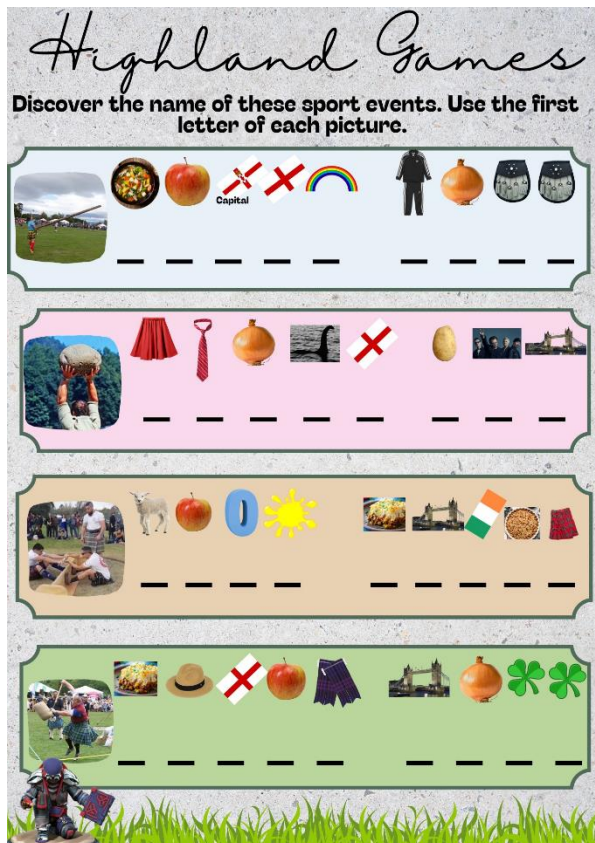 Highland Games
Discover the name of these sport events. Use the first
letter of each picture.
Capital